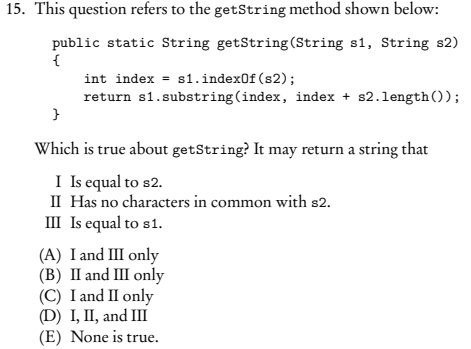 15. This question refers to the getString method shown below:
public static String getString(String s1, String s2)
{
int index = s1.indexOf(s2);
return s1.substring(index, index + s2.length());
}
Which is true about getString? It may return a string that
I Is equal to s2.
II Has no characters in common with s2.
III Is equal to s1.
(A) I and III only
(B) II and III only
(C) I and II only
(D) I, II, and III
(E) None is true.